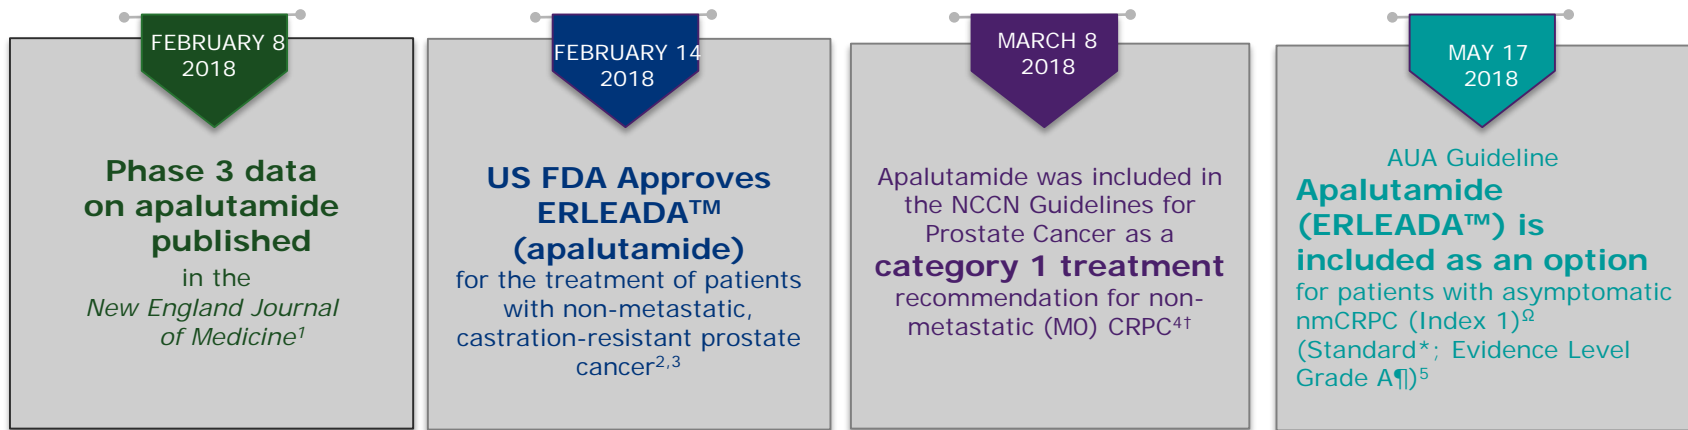 FEBRUARY 8
2018
Phase 3 data
on apalutamide
published
in the
New England Journal
of Medicine¹
FEBRUARY 14
2018
US FDA Approves
ERLEADA™
(apalutamide)
for the treatment of patients
with non-metastatic,
castration-resistant prostate
cancer²,³
MARCH 8
2018
Apalutamide was included in
the NCCN Guidelines for
Prostate Cancer as a
category 1 treatment
recommendation for non-
metastatic (M0) CRPC⁴†
MAY 17
2018
AUA Guideline
Apalutamide
(ERLEADA™) is
included as an option
for patients with asymptomatic
nmCRPC (Index 1)Ω
(Standard*; Evidence Level
Grade A¶)⁵